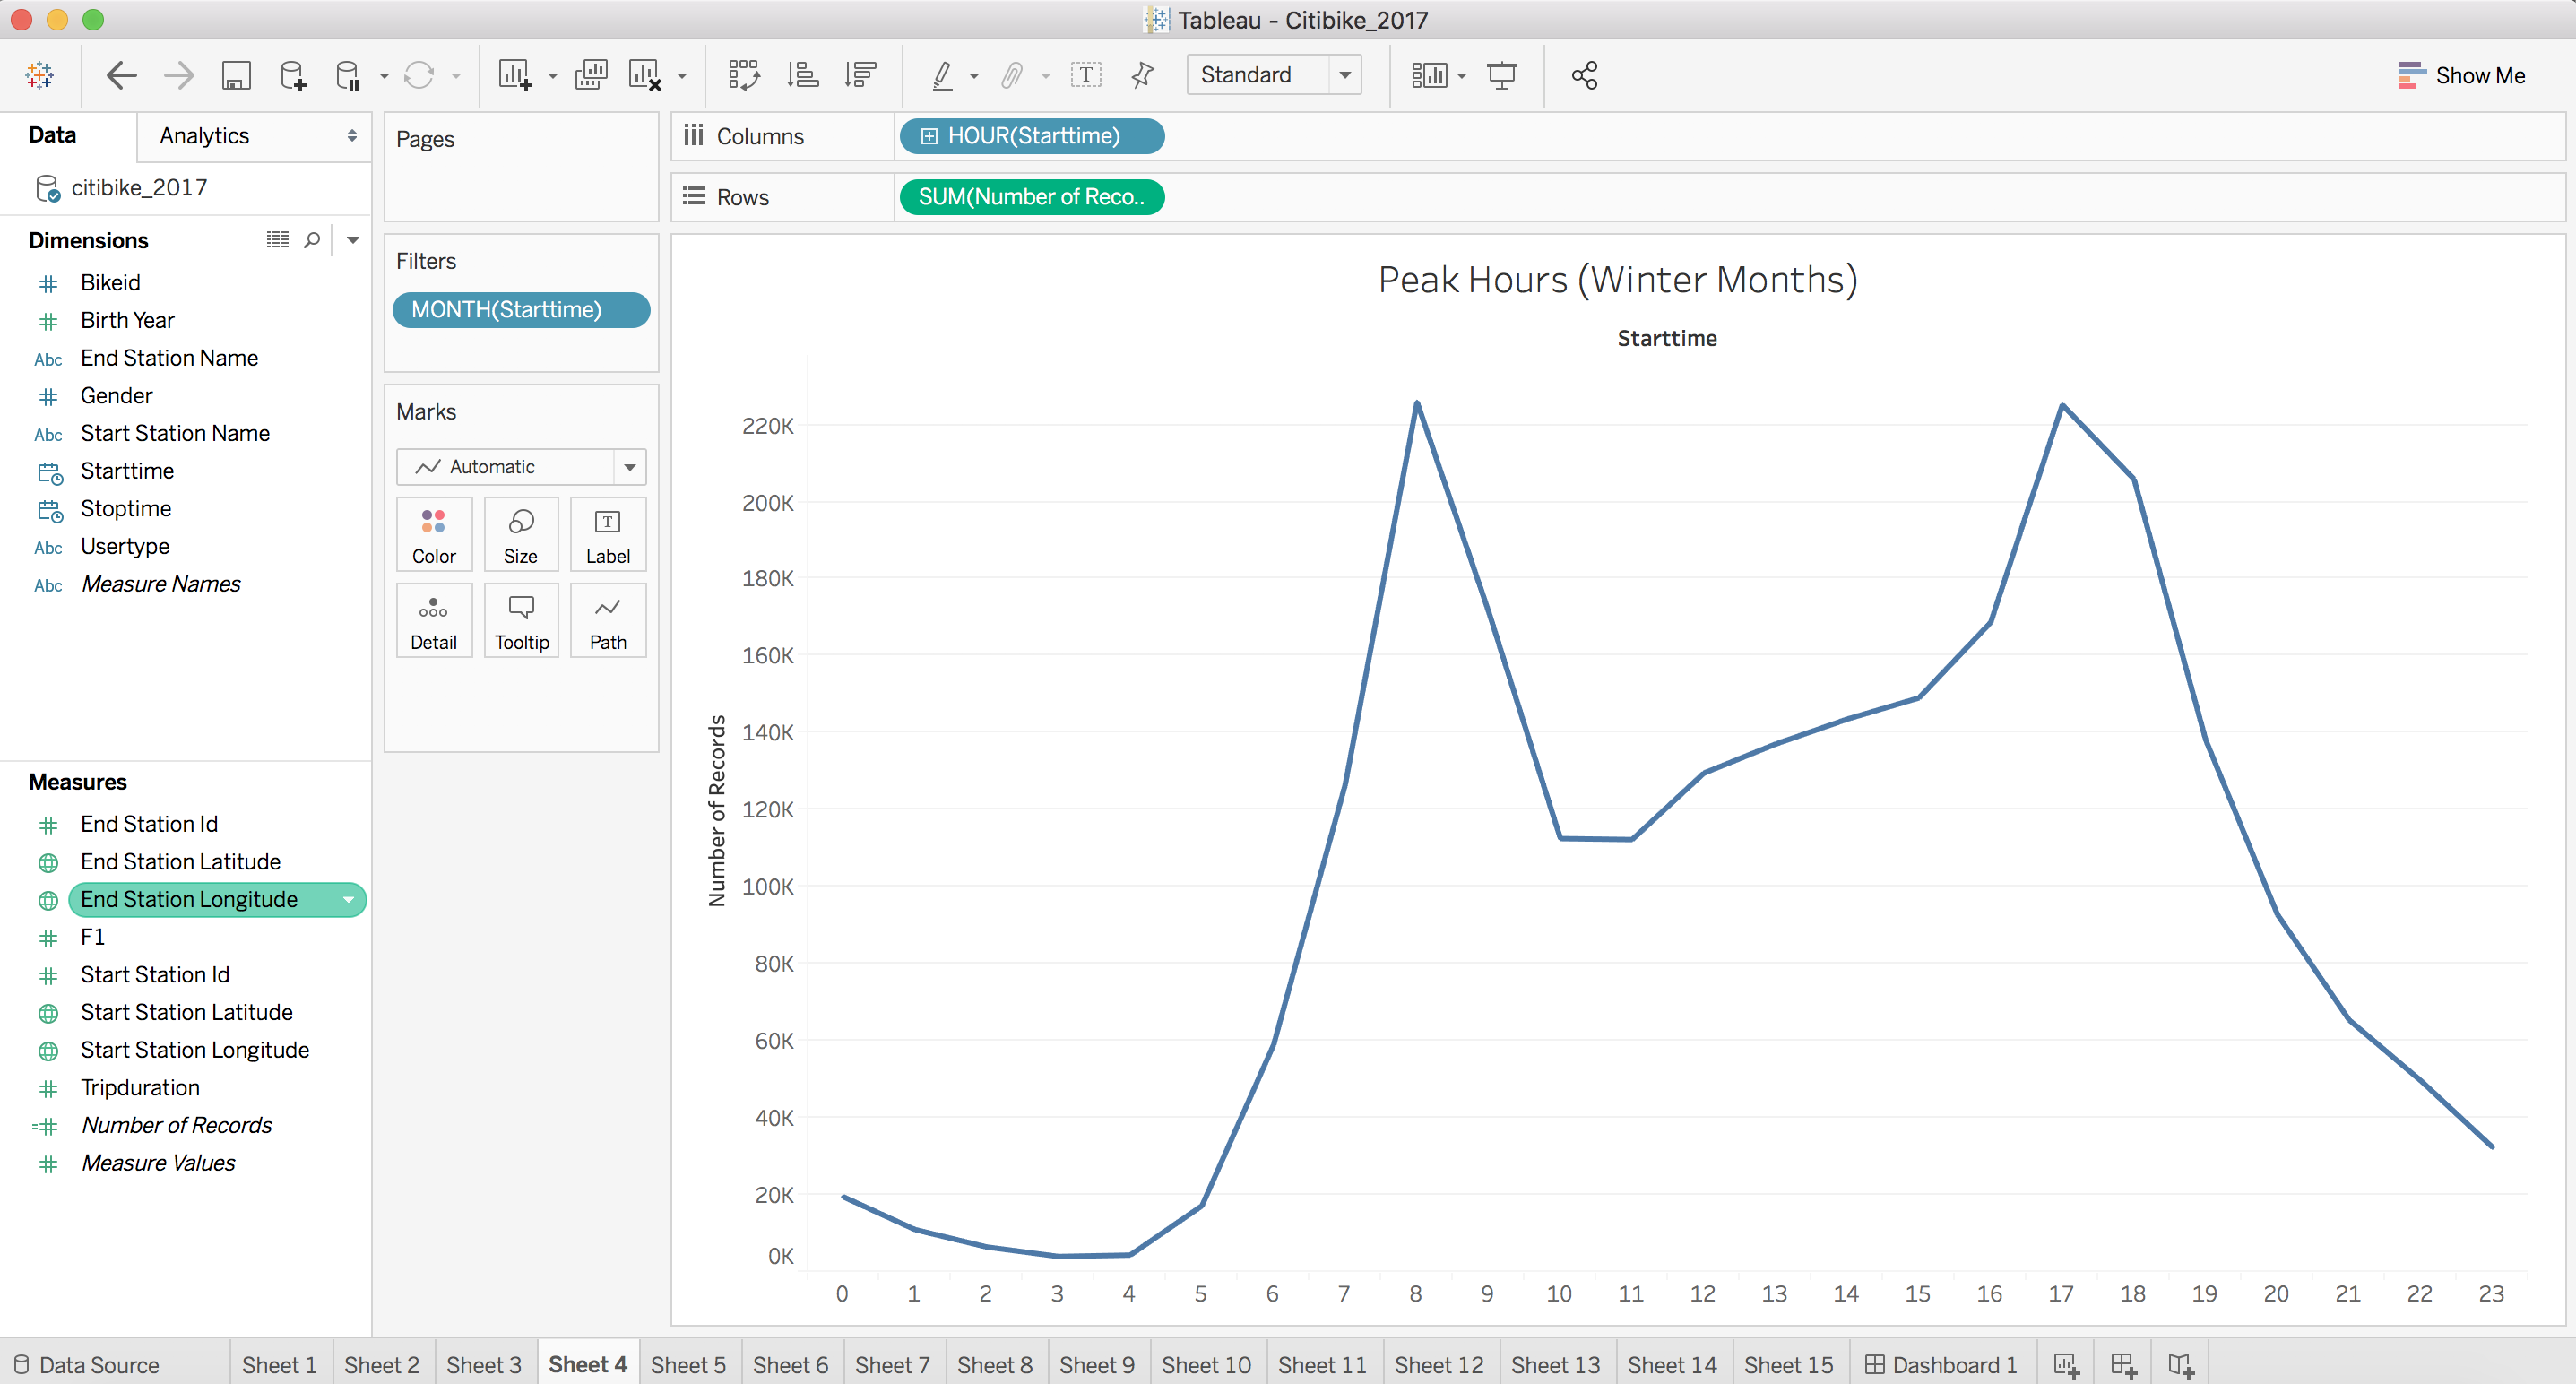 Tableau - Citibike_2017
Standard
Show Me
Data
Analytics
citibike_2017
Dimensions
Bikeid
Birth Year
Abc End Station Name
Gender
Abc Start Station Name
Starttime
Stoptime
Abc Usertype
Abc Measure Names
Measures
End Station Id
End Station Latitude
End Station Longitude
F1
Start Station Id
Start Station Latitude
Start Station Longitude
Tripduration
Number of Records
Measure Values
Pages
Filters
MONTH(Starttime)
Marks
Automatic
Color Size Label
Detail Tooltip Path
Columns HOUR(Starttime)
Rows SUM(Number of Reco..
Peak Hours (Winter Months)
Starttime
Number of Records
220K
200K
180K
160K
140K
120K
100K
80K
60K
40K
20K
0K
0 1 2 3 4 5 6 7 8 9 10 11 12 13 14 15 16 17 18 19 20 21 22 23
Data Source Sheet 1 Sheet 2 Sheet 3 Sheet 4 Sheet 5 Sheet 6 Sheet 7 Sheet 8 Sheet 9 Sheet 10 Sheet 11 Sheet 12 Sheet 13 Sheet 14 Sheet 15 Dashboard 1